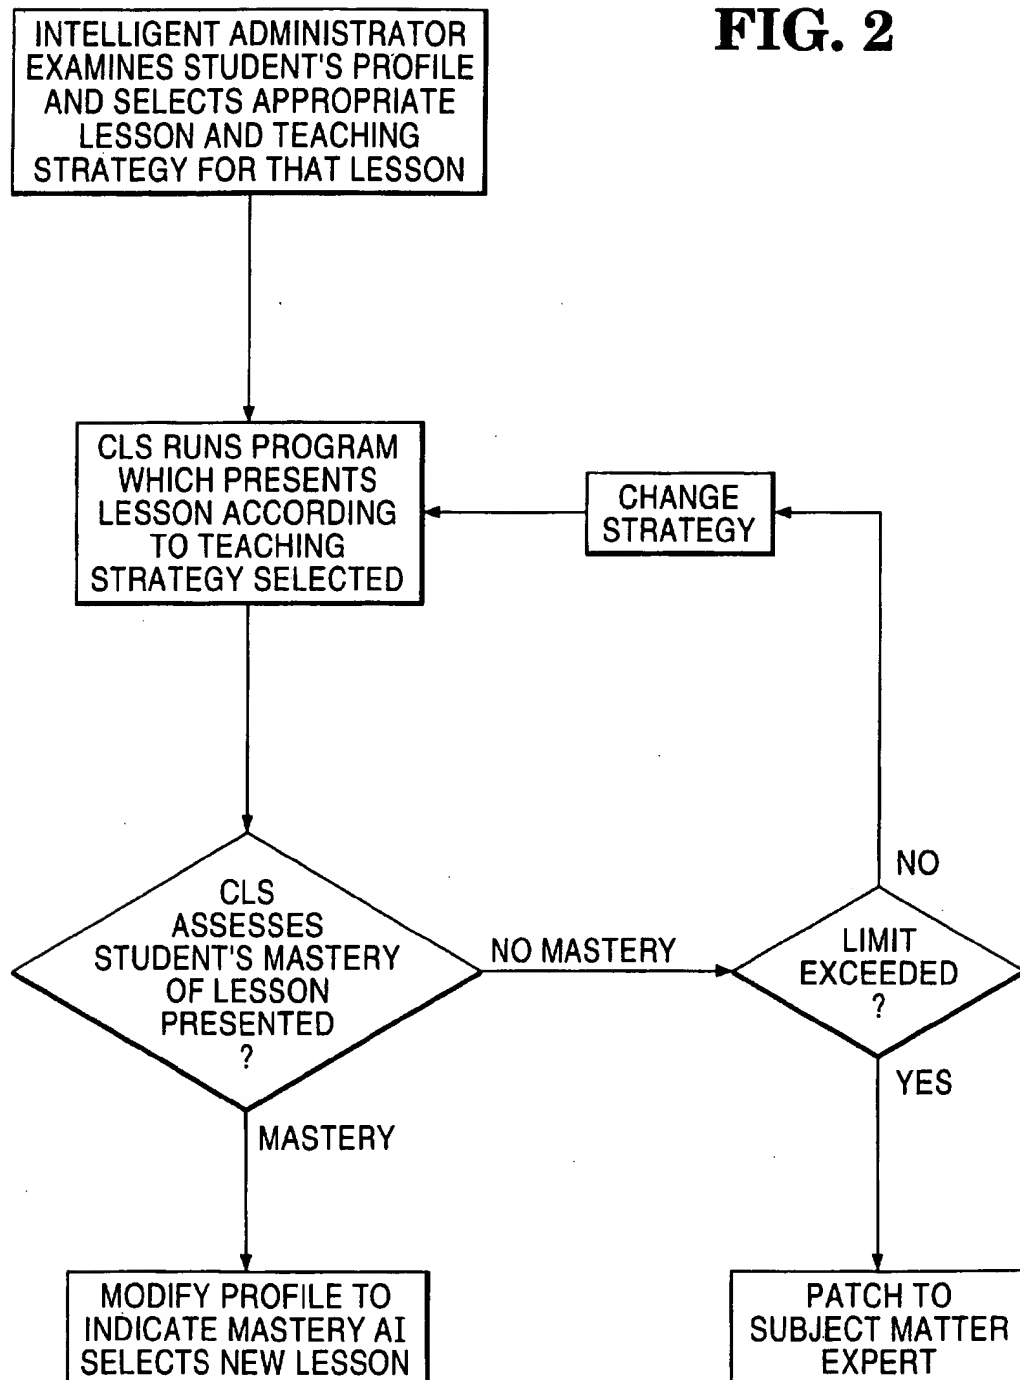 FIG. 2
INTELLIGENT ADMINISTRATOR
EXAMINES STUDENT'S PROFILE
AND SELECTS APPROPRIATE
LESSON AND TEACHING
STRATEGY FOR THAT LESSON
CLS RUNS PROGRAM
WHICH PRESENTS
LESSON ACCORDING
TO TEACHING
STRATEGY SELECTED
CHANGE
STRATEGY
CLS
ASSESSES
STUDENT'S MASTERY
OF LESSON
PRESENTED
?
NO MASTERY
LIMIT
EXCEEDED
?
NO
YES
MASTERY
MODIFY PROFILE TO
INDICATE MASTERY AI
SELECTS NEW LESSON
PATCH TO
SUBJECT MATTER
EXPERT